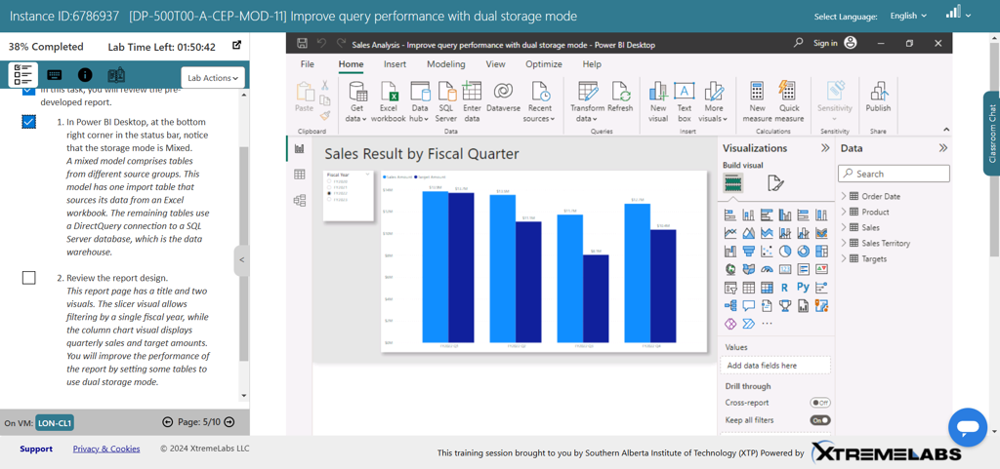 Instance ID:6786937 [DP-500T00-A-CEP-MOD-11] Improve query performance with dual storage mode
Select Language: English
38% Completed Lab Time Left: 01:50:42
Lab Actions
In this task, you will review the pre-
developed report.
1. In Power BI Desktop, at the bottom
right corner in the status bar, notice
that the storage mode is Mixed.
A mixed model comprises tables
from different source groups. This
model has one import table that
sources its data from an Excel
workbook. The remaining tables use
a DirectQuery connection to a SQL
Server database, which is the data
warehouse.
2. Review the report design.
This report page has a title and two
visuals. The slicer visual allows
filtering by a single fiscal year, while
the column chart visual displays
quarterly sales and target amounts.
You will improve the performance of
the report by setting some tables to
use dual storage mode.
On VM: LON-CL1
Page: 5/10
Sales Analysis - Improve query performance with dual storage mode - Power BI Desktop
Sign in
File Home Insert Modeling View Optimize Help
Paste
Get data
Excel workbook
Data hub
SQL Server
Enter data
Dataverse
Recent sources
Transform data
Refresh
New visual
Text box
More visuals
New measure
Quick measure
Sensitivity
Publish
Clipboard Data Queries Insert Calculations Sensitivity Share
Sales Result by Fiscal Quarter
Fiscal Year
Sales Amount Target Amount
Visualizations
Build visual
Values
Add data fields here
Drill through
Cross-report Off
Keep all filters On
Data
Search
Order Date
Product
Sales
Sales Territory
Targets
Classroom Chat
Support Privacy & Cookies © 2024 XtremeLabs LLC
This training session brought to you by Southern Alberta Institute of Technology (XTP) Powered by XTREMELABS